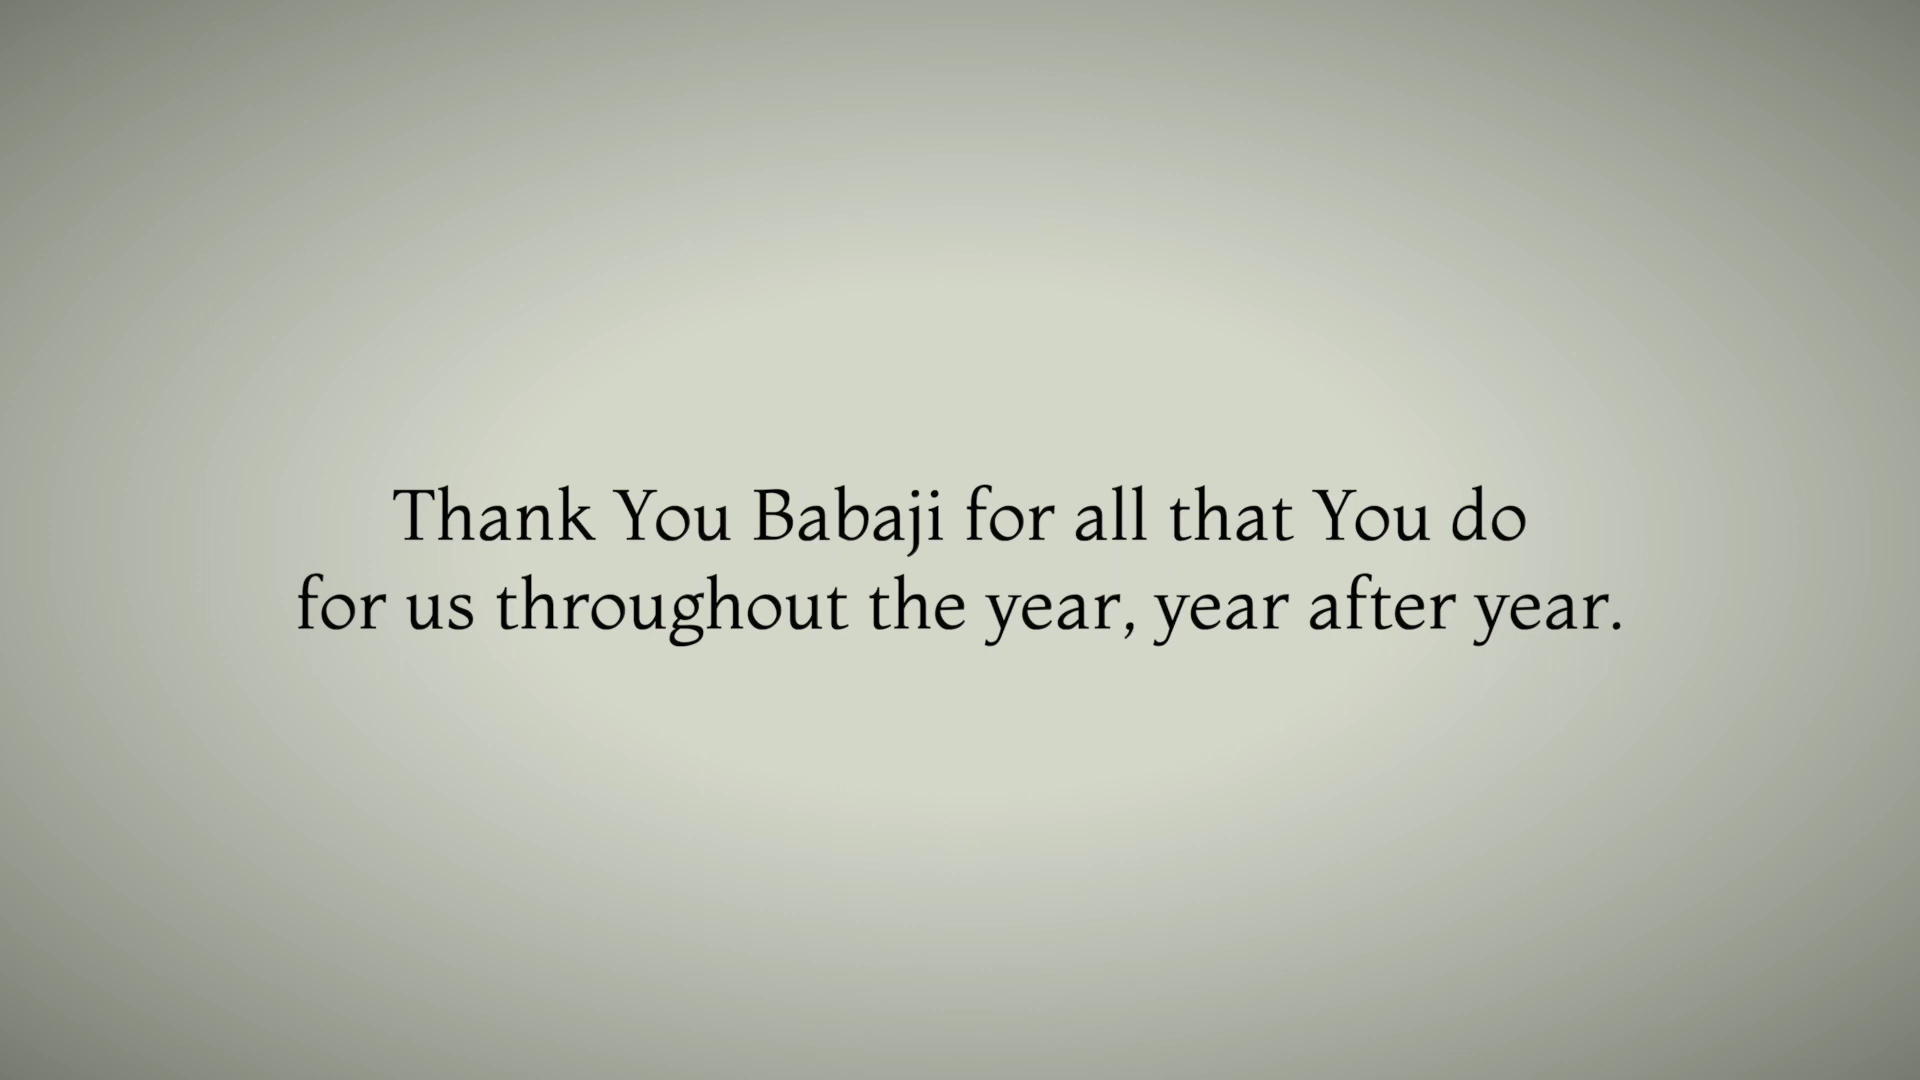 Thank You Babaji for all that You do
for us throughout the year, year after year.